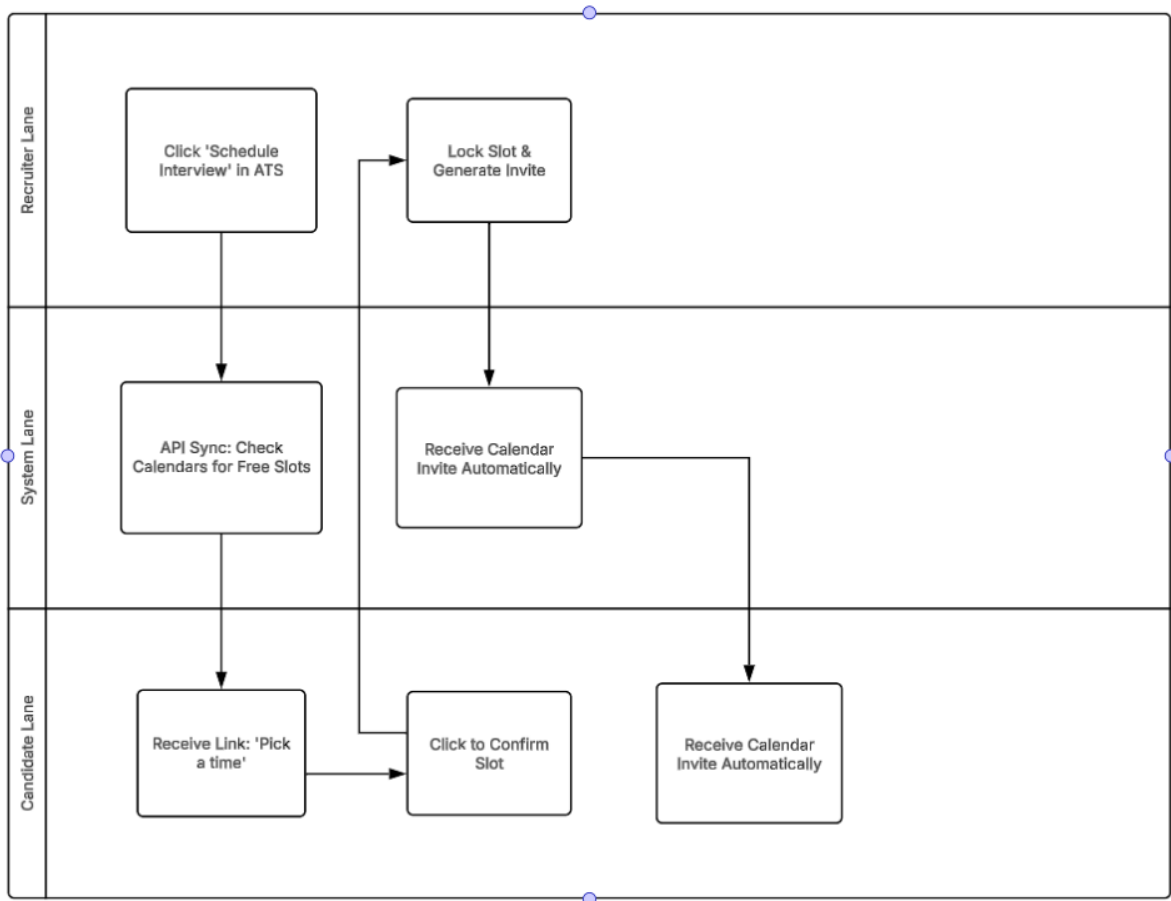 Recruiter Lane
Click 'Schedule
Interview' in ATS
Lock Slot &
Generate Invite
System Lane
API Sync: Check
Calendars for Free Slots
Receive Calendar
Invite Automatically
Candidate Lane
Receive Link: 'Pick
a time'
Click to Confirm
Slot
Receive Calendar
Invite Automatically